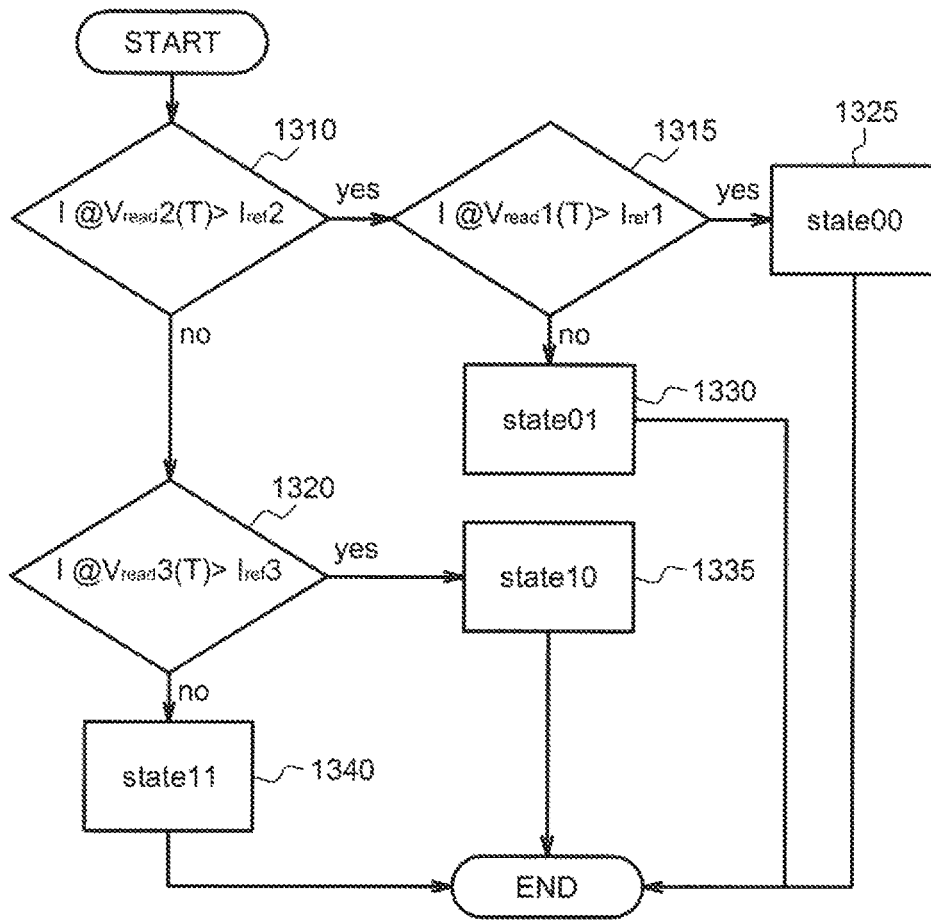 START
1310
I @Vread2(T)> Iref2
yes
no
1315
I @Vread1(T)> Iref1
yes
no
1325
state00
1330
state01
1320
I @Vread3(T)> Iref3
yes
no
1335
state10
1340
state11
END